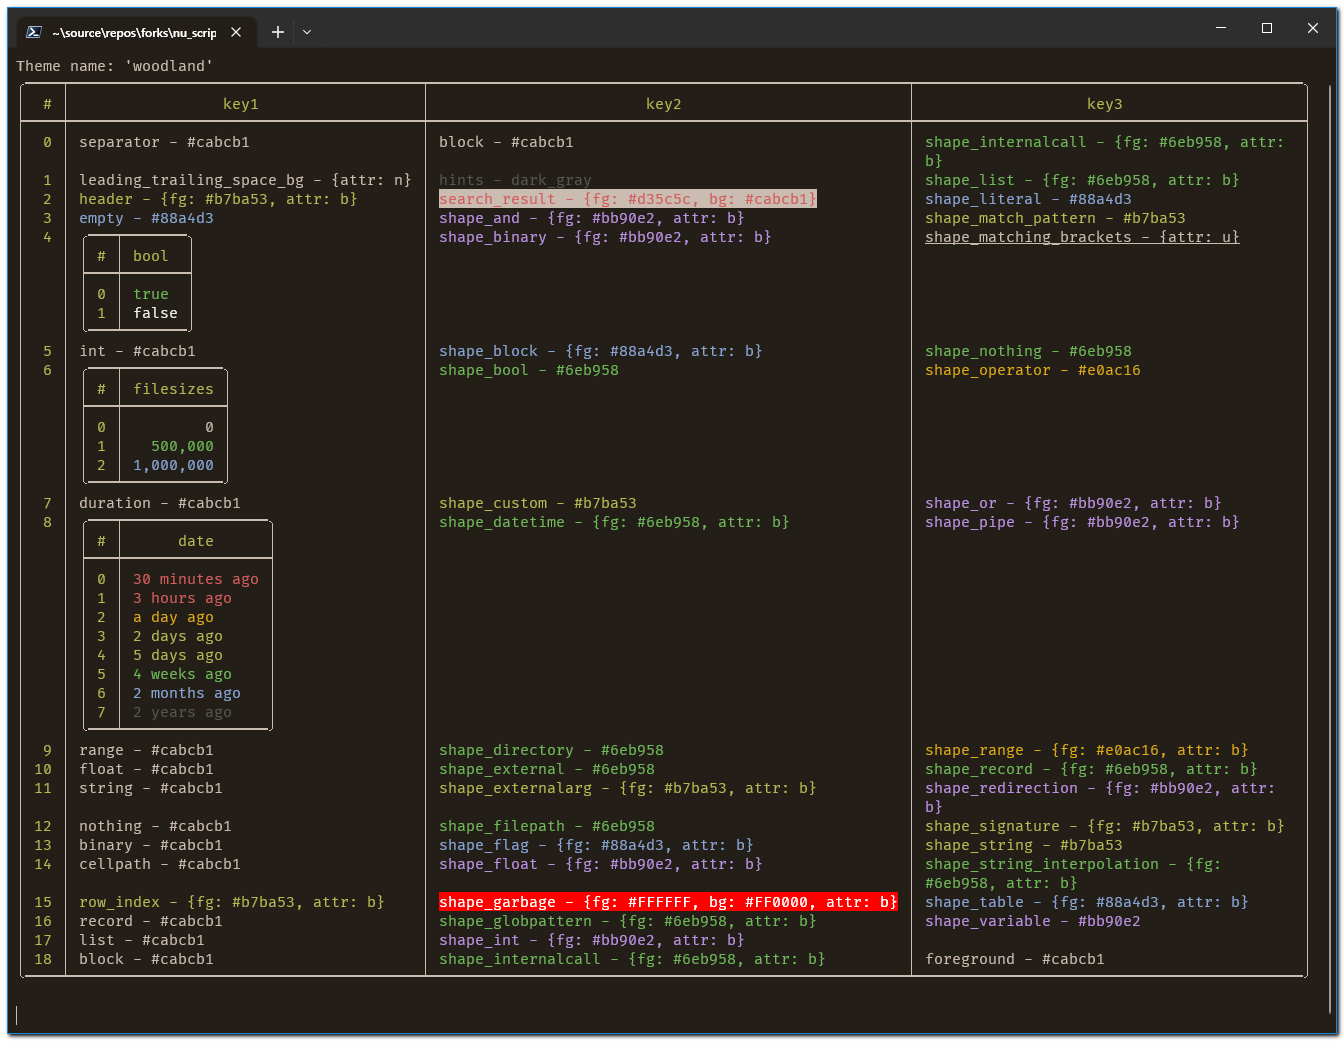 ~\source\repos\forks\nu_scrip
Theme name: 'woodland'
# key1 key2 key3
0 separator - #cabcb1 block - #cabcb1 shape_internalcall - {fg: #6eb958, attr:
b}
1 leading_trailing_space_bg - {attr: n} hints - dark_gray shape_list - {fg: #6eb958, attr: b}
2 header - {fg: #b7ba53, attr: b} search_result - {fg: #d35c5c, bg: #cabcb1} shape_literal - #88a4d3
3 empty - #88a4d3 shape_and - {fg: #bb90e2, attr: b} shape_match_pattern - #b7ba53
4 shape_binary - {fg: #bb90e2, attr: b} shape_matching_brackets - {attr: u}
# bool
0 true
1 false
5 int - #cabcb1 shape_block - {fg: #88a4d3, attr: b} shape_nothing - #6eb958
6 shape_bool - #6eb958 shape_operator - #e0ac16
# filesizes
0 0
1 500,000
2 1,000,000
7 duration - #cabcb1 shape_custom - #b7ba53 shape_or - {fg: #bb90e2, attr: b}
8 shape_datetime - {fg: #6eb958, attr: b} shape_pipe - {fg: #bb90e2, attr: b}
# date
0 30 minutes ago
1 3 hours ago
2 a day ago
3 2 days ago
4 5 days ago
5 4 weeks ago
6 2 months ago
7 2 years ago
9 range - #cabcb1 shape_directory - #6eb958 shape_range - {fg: #e0ac16, attr: b}
10 float - #cabcb1 shape_external - #6eb958 shape_record - {fg: #6eb958, attr: b}
11 string - #cabcb1 shape_externalarg - {fg: #b7ba53, attr: b} shape_redirection - {fg: #bb90e2, attr:
b}
12 nothing - #cabcb1 shape_filepath - #6eb958 shape_signature - {fg: #b7ba53, attr: b}
13 binary - #cabcb1 shape_flag - {fg: #88a4d3, attr: b} shape_string - #b7ba53
14 cellpath - #cabcb1 shape_float - {fg: #bb90e2, attr: b} shape_string_interpolation - {fg:
#6eb958, attr: b}
15 row_index - {fg: #b7ba53, attr: b} shape_garbage - {fg: #FFFFFF, bg: #FF0000, attr: b} shape_table - {fg: #88a4d3, attr: b}
16 record - #cabcb1 shape_globpattern - {fg: #6eb958, attr: b} shape_variable - #bb90e2
17 list - #cabcb1 shape_int - {fg: #bb90e2, attr: b}
18 block - #cabcb1 shape_internalcall - {fg: #6eb958, attr: b} foreground - #cabcb1